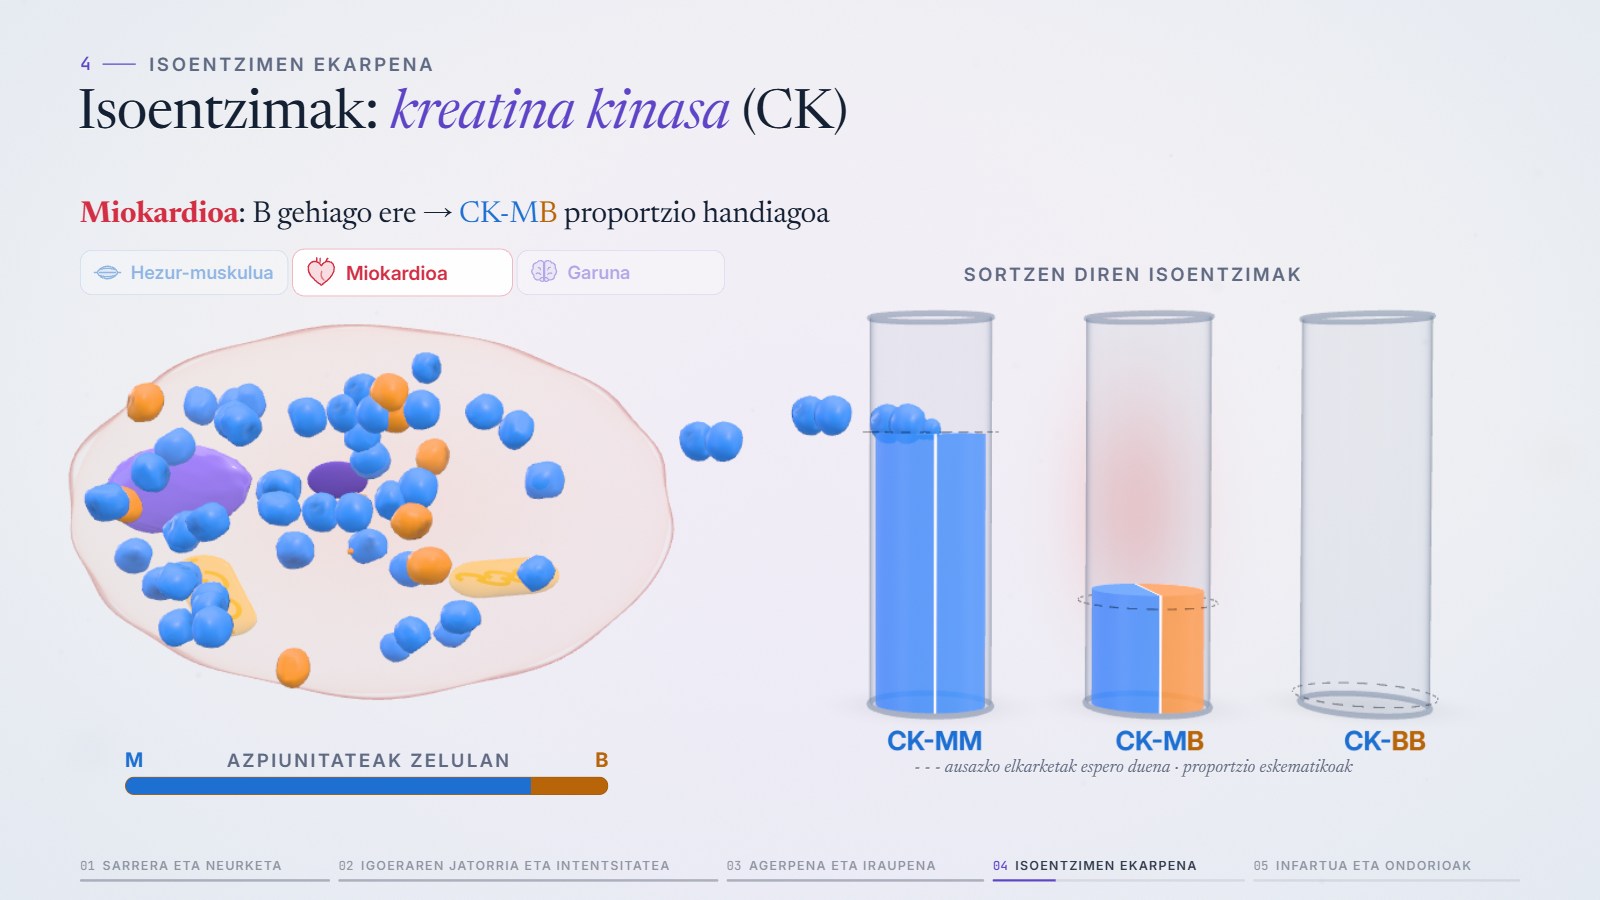 4 — ISOENTZIMEN EKARPENA
Isoentzimak: kreatina kinasa (CK)
Miokardioa: B gehiago ere → CK-MB proportzio handiagoa
Hezur-muskulua Miokardioa Garuna
SORTZEN DIREN ISOENTZIMAK
M AZPIUNITATEAK ZELULAN B
CK-MM CK-MB CK-BB
- - - ausazko elkarketak espero duena · proportzio eskematikoak
01 SARRERA ETA NEURKETA 02 IGOERAREN JATORRIA ETA INTENTSITATEA 03 AGERPENA ETA IRAUPENA 04 ISOENTZIMEN EKARPENA 05 INFARTUA ETA ONDORIOAK